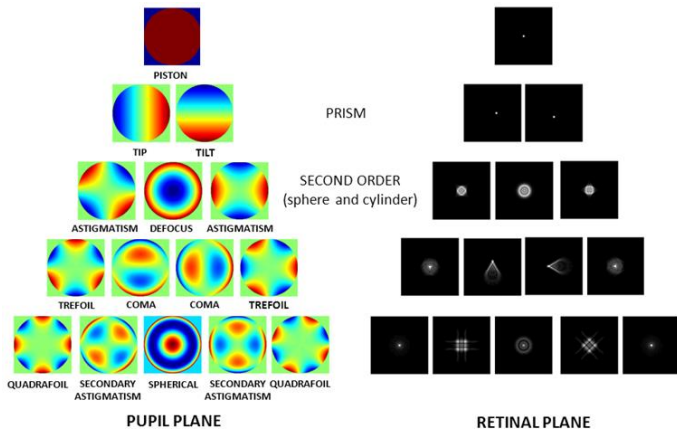 PISTON
PRISM
TIP TILT
SECOND ORDER
(sphere and cylinder)
ASTIGMATISM DEFOCUS ASTIGMATISM
TREFOIL COMA COMA TREFOIL
QUADRAFOIL SECONDARY ASTIGMATISM SPHERICAL SECONDARY ASTIGMATISM QUADRAFOIL
PUPIL PLANE RETINAL PLANE